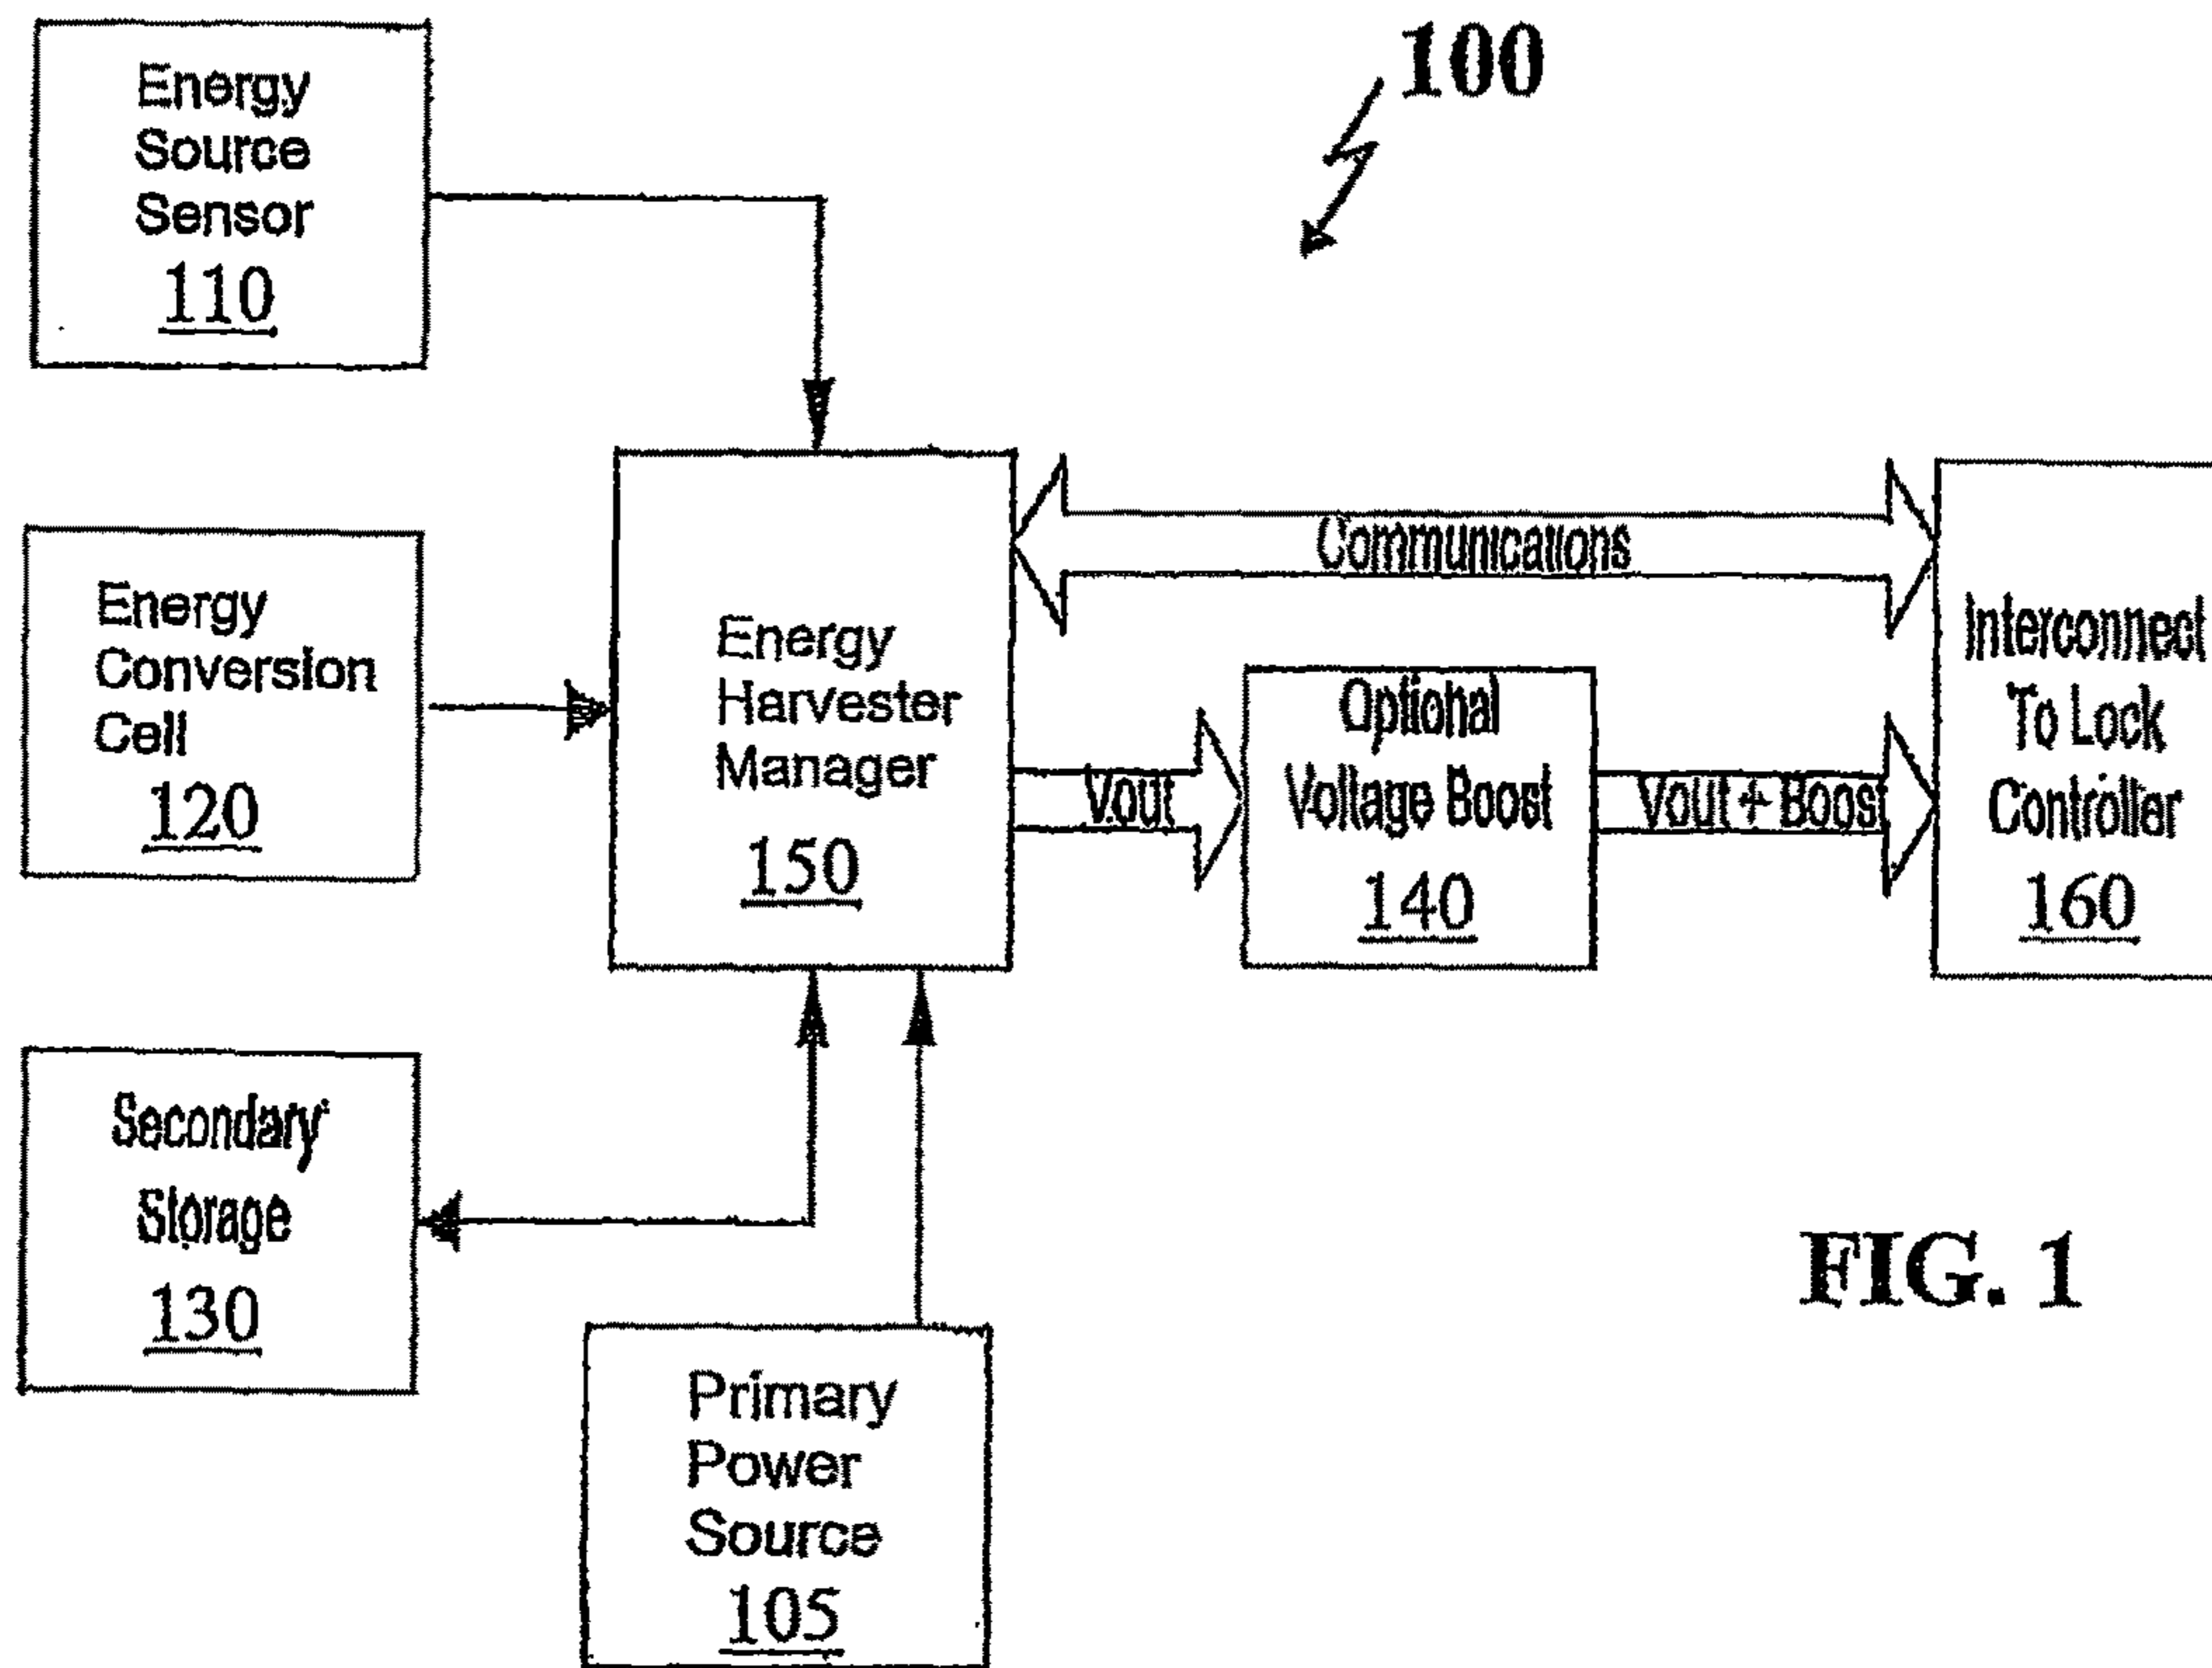 100
Energy
Source
Sensor
110
Energy
Conversion
Cell
120
Energy
Harvester
Manager
150
Communications
Vout
Optional
Voltage Boost
140
Vout + Boost
Interconnect
To Lock
Controller
160
Secondary
Storage
130
Primary
Power
Source
105
FIG. 1